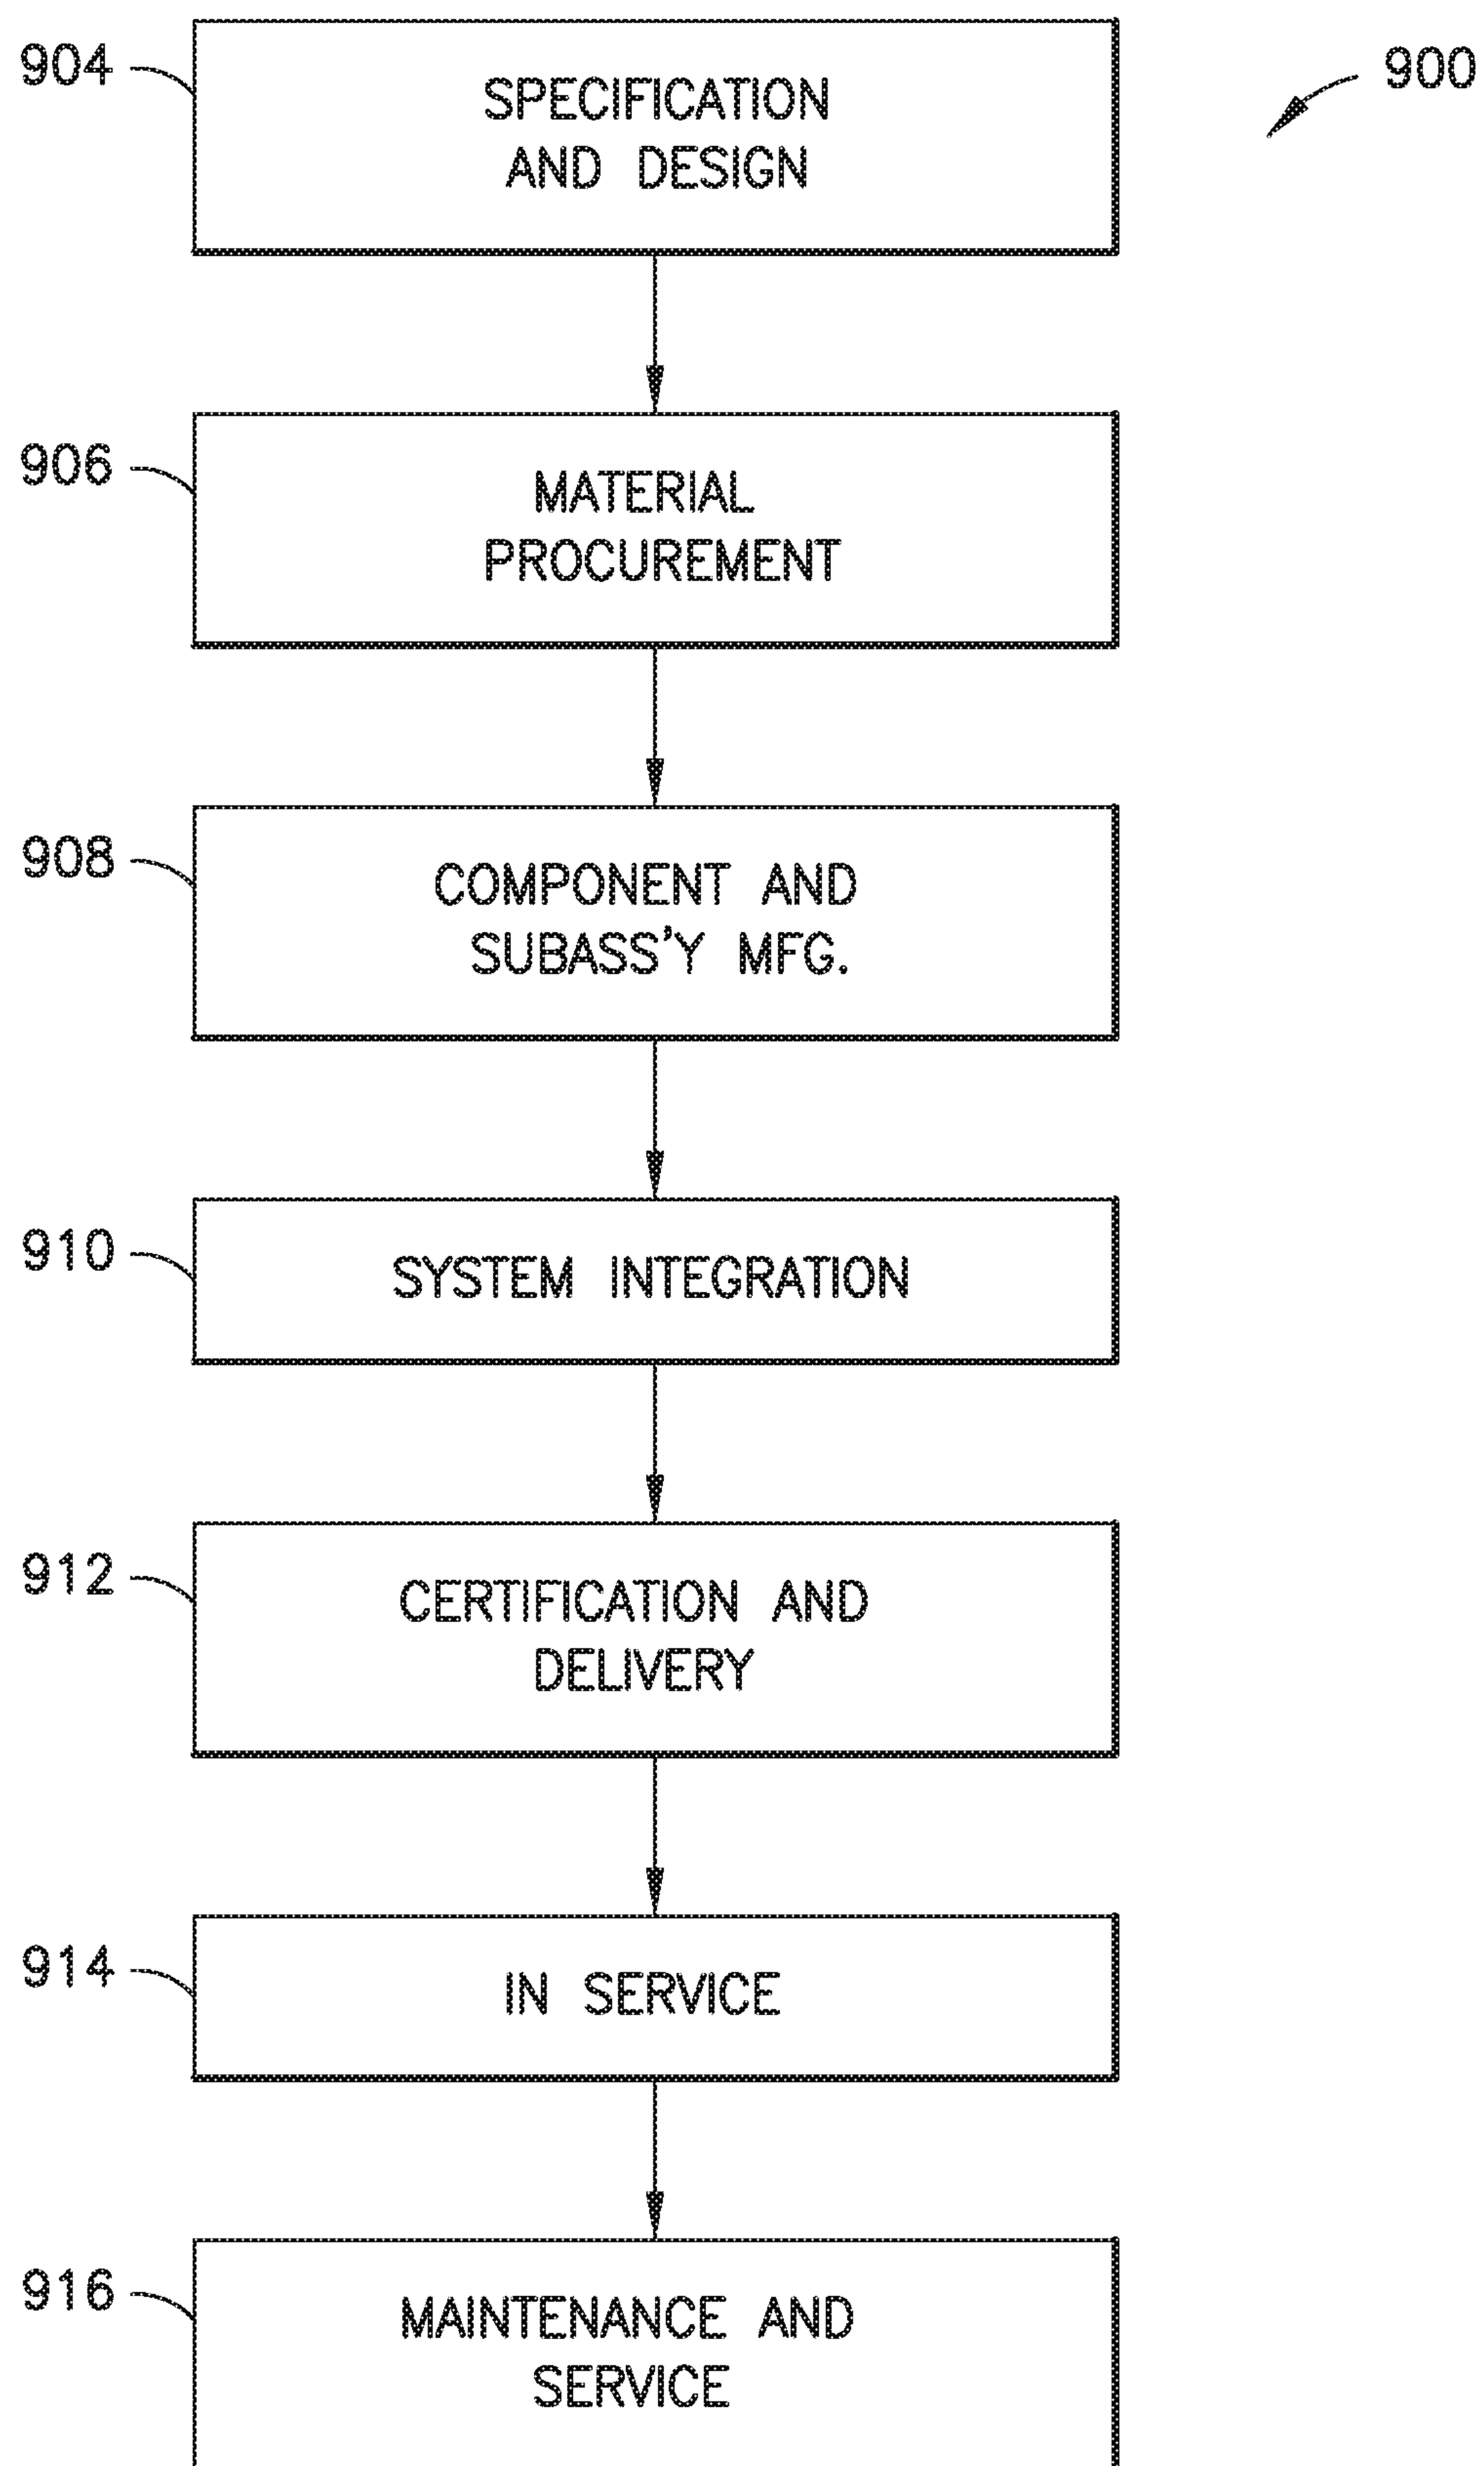 904
SPECIFICATION
AND DESIGN
900
906
MATERIAL
PROCUREMENT
908
COMPONENT AND
SUBASS'Y MFG.
910
SYSTEM INTEGRATION
912
CERTIFICATION AND
DELIVERY
914
IN SERVICE
916
MAINTENANCE AND
SERVICE